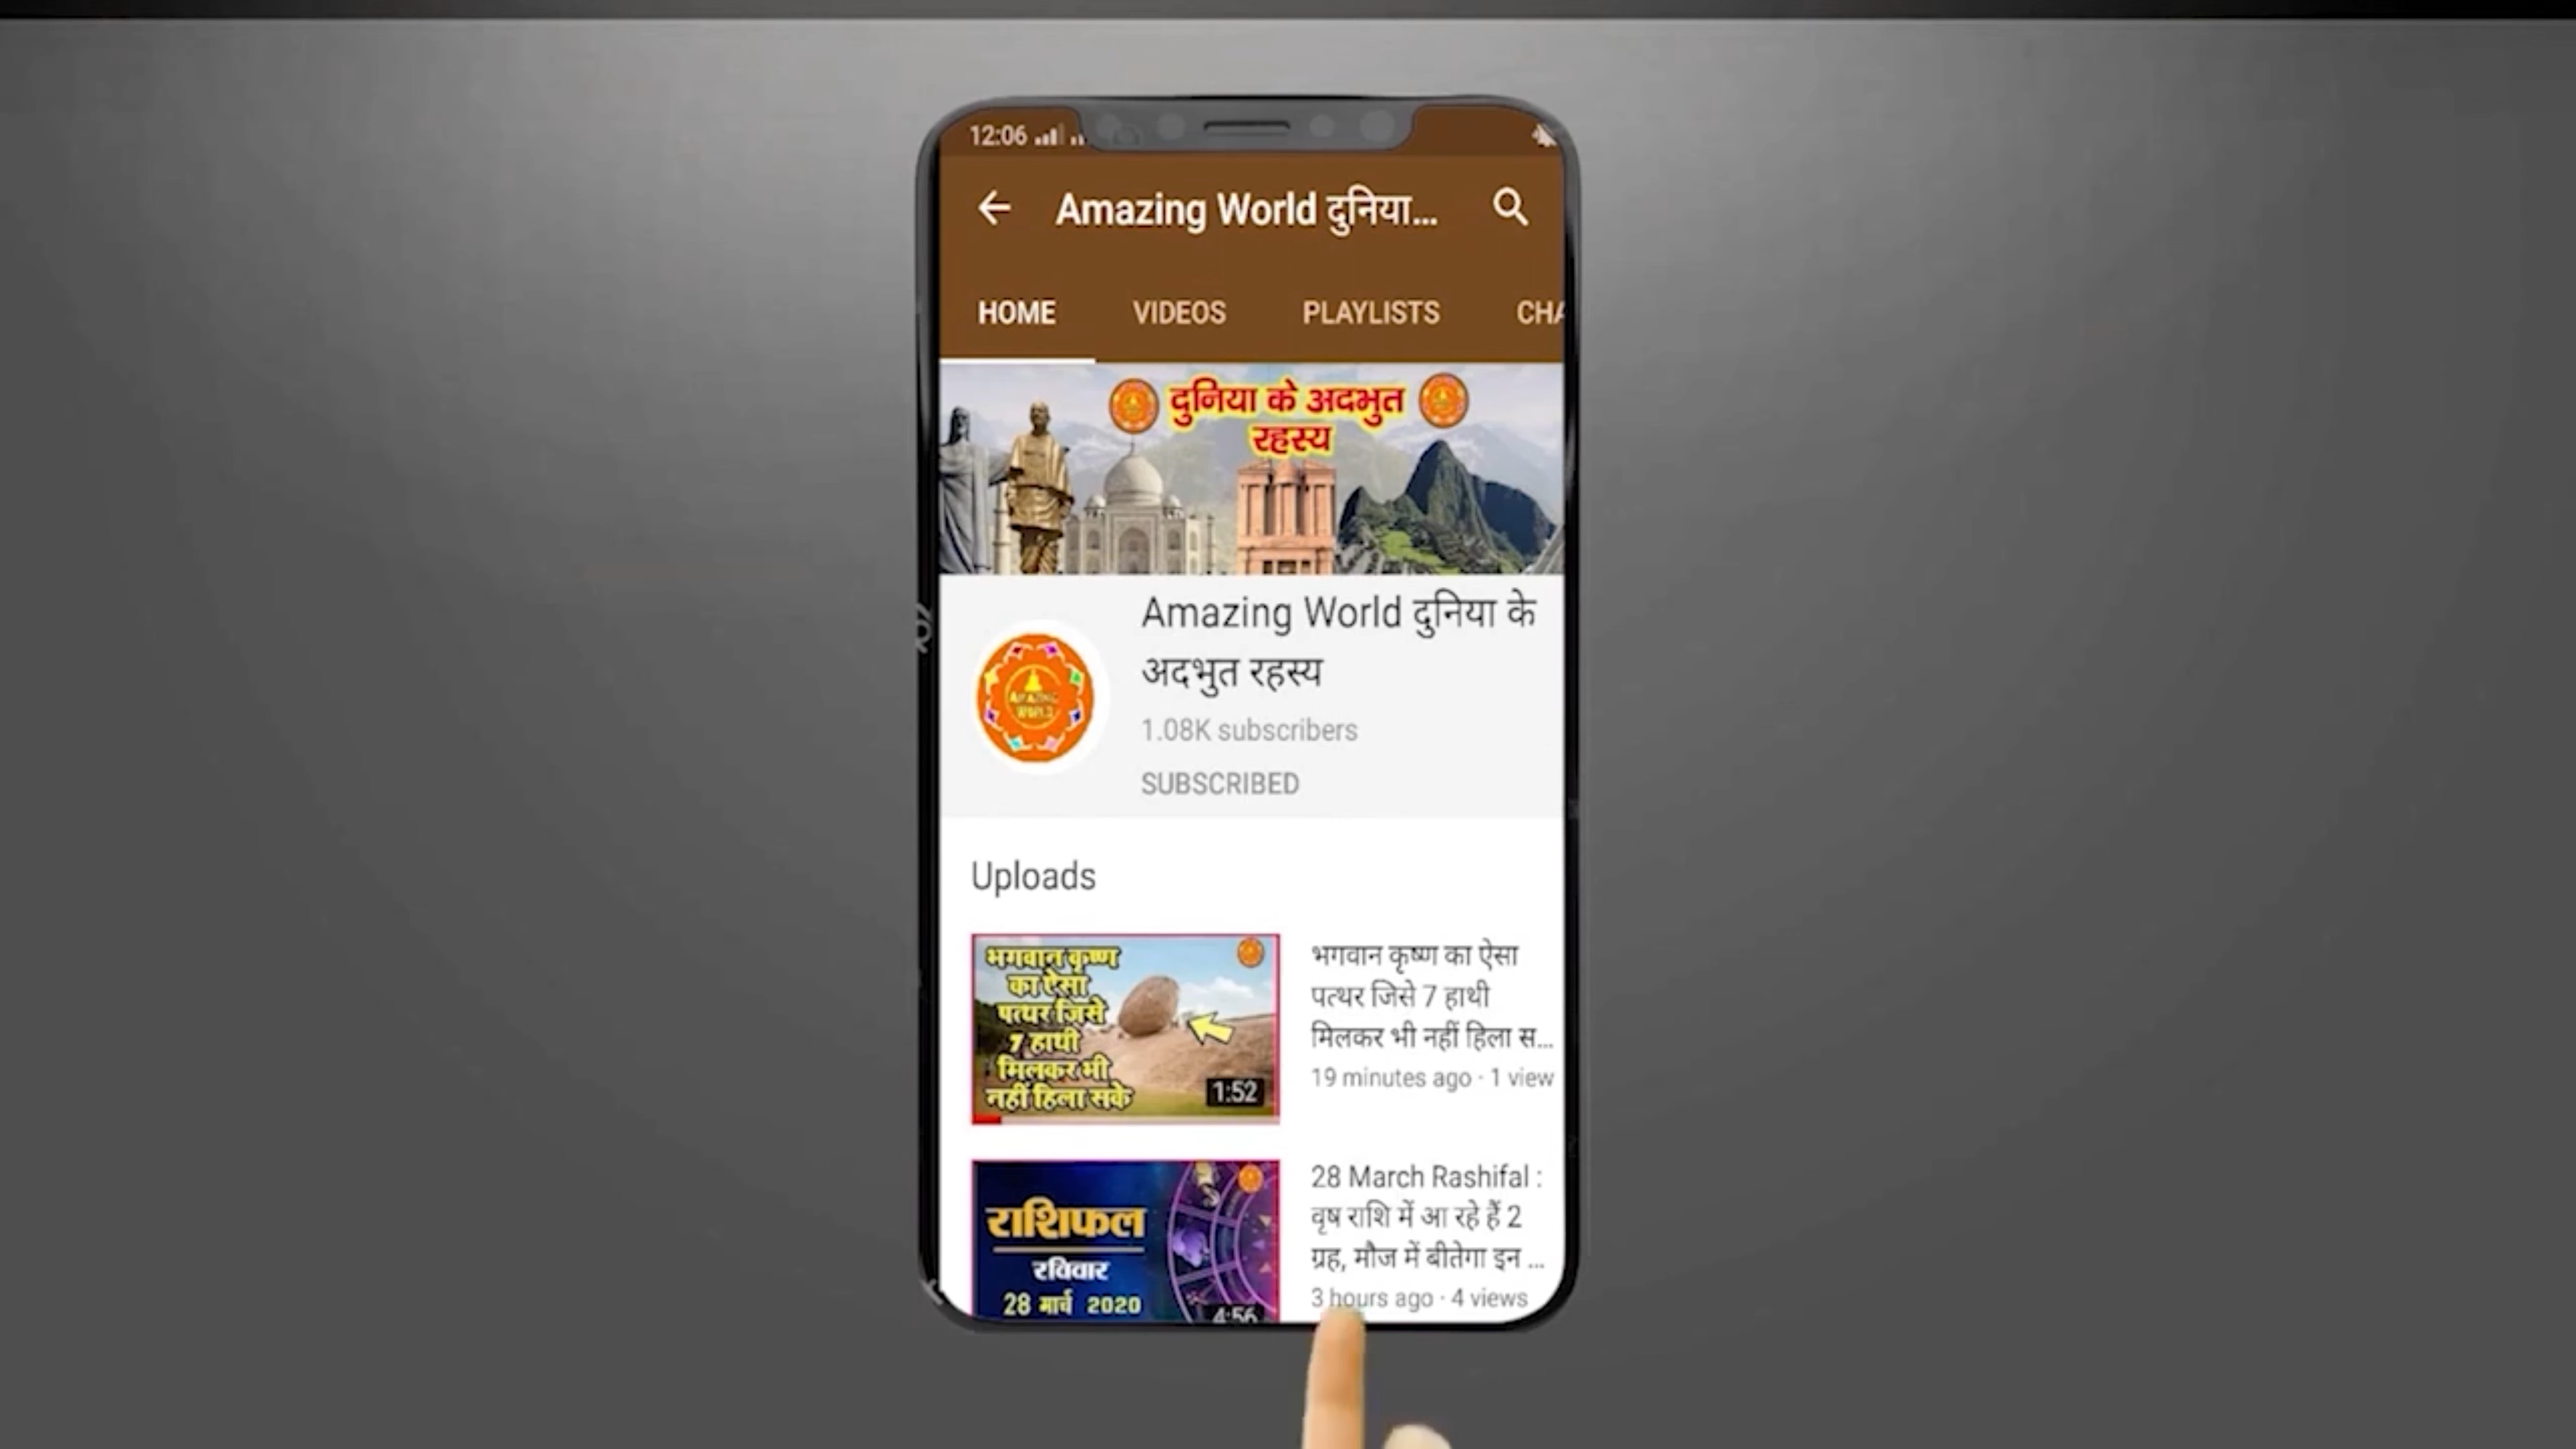 12:06
Amazing World दुनिया...
HOME VIDEOS PLAYLISTS CHA
दुनिया के अदभुत
रहस्य
Amazing World दुनिया के
अदभुत रहस्य
AMAZING
WORLD
1.08K subscribers
SUBSCRIBED
Uploads
भगवान कृष्ण
का ऐसा
पत्थर जिसे
7 हाथी
मिलकर भी
नहीं हिला सके
1:52
भगवान कृष्ण का ऐसा
पत्थर जिसे 7 हाथी
मिलकर भी नहीं हिला स...
19 minutes ago · 1 view
राशिफल
रविवार
28 मार्च 2020
4:56
28 March Rashifal :
वृष राशि में आ रहे हैं 2
ग्रह, मौज में बीतेगा इन ...
3 hours ago · 4 views